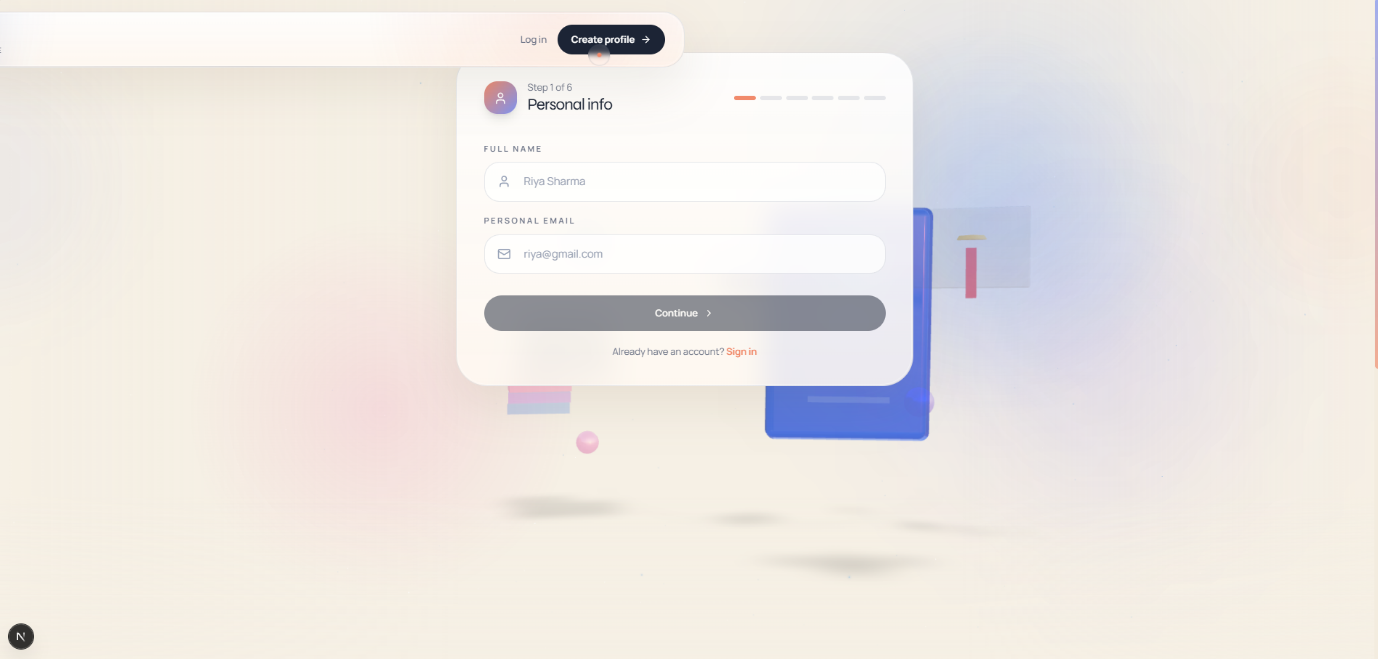 Log in
Create profile
Step 1 of 6
Personal info
FULL NAME
Riya Sharma
PERSONAL EMAIL
riya@gmail.com
Continue
Already have an account? Sign in
N